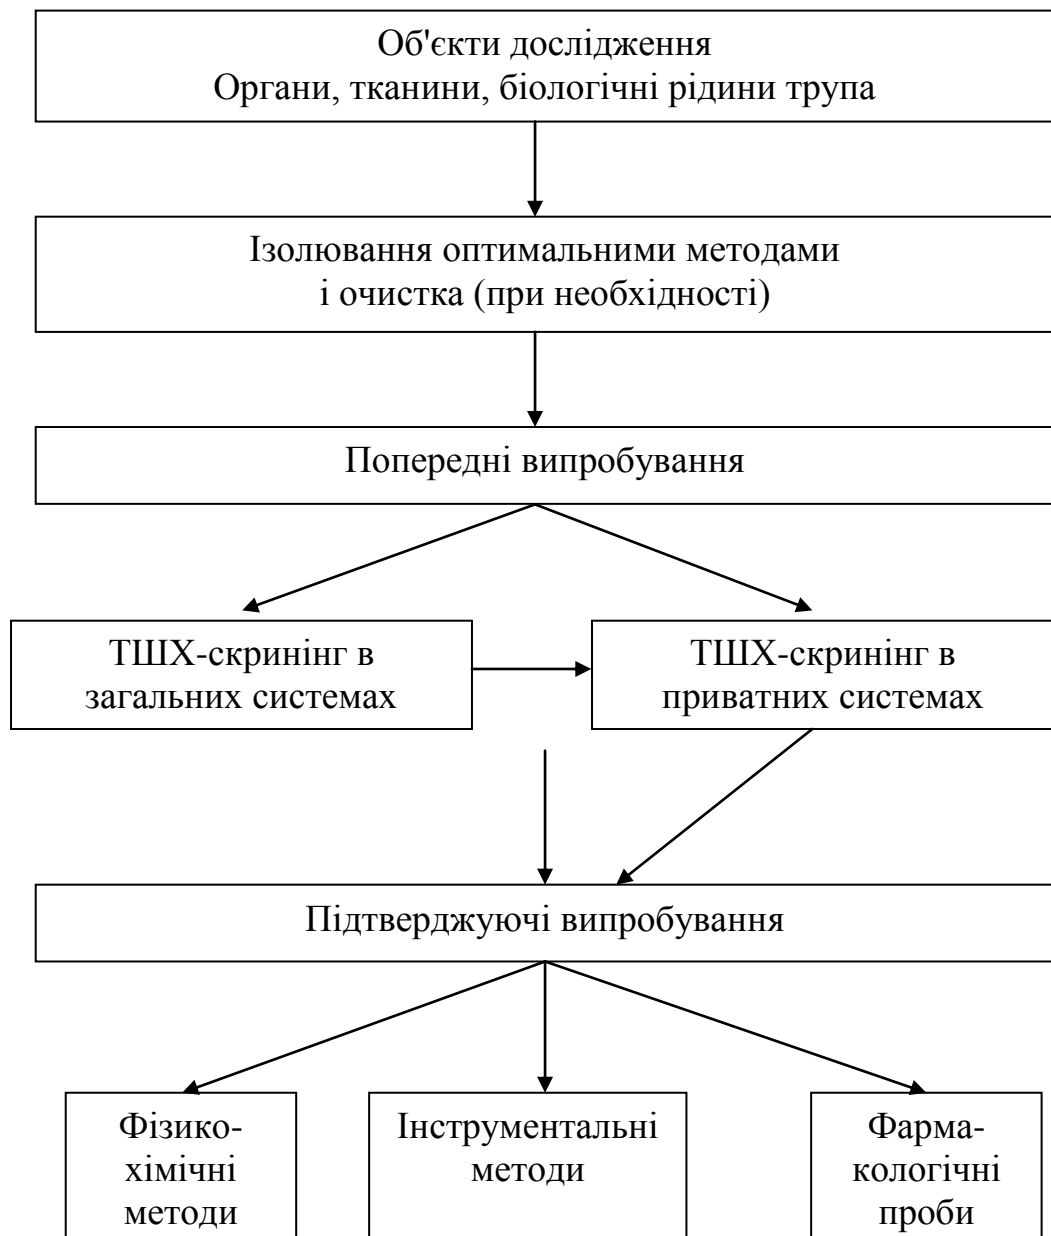 Об'єкти дослідження
Органи, тканини, біологічні рідини трупа
Ізолювання оптимальними методами
і очистка (при необхідності)
Попередні випробування
ТШХ-скринінг в
загальних системах
ТШХ-скринінг в
приватних системах
Підтверджуючі випробування
Фізико-
хімічні
методи
Інструментальні
методи
Фарма-
кологічні
проби